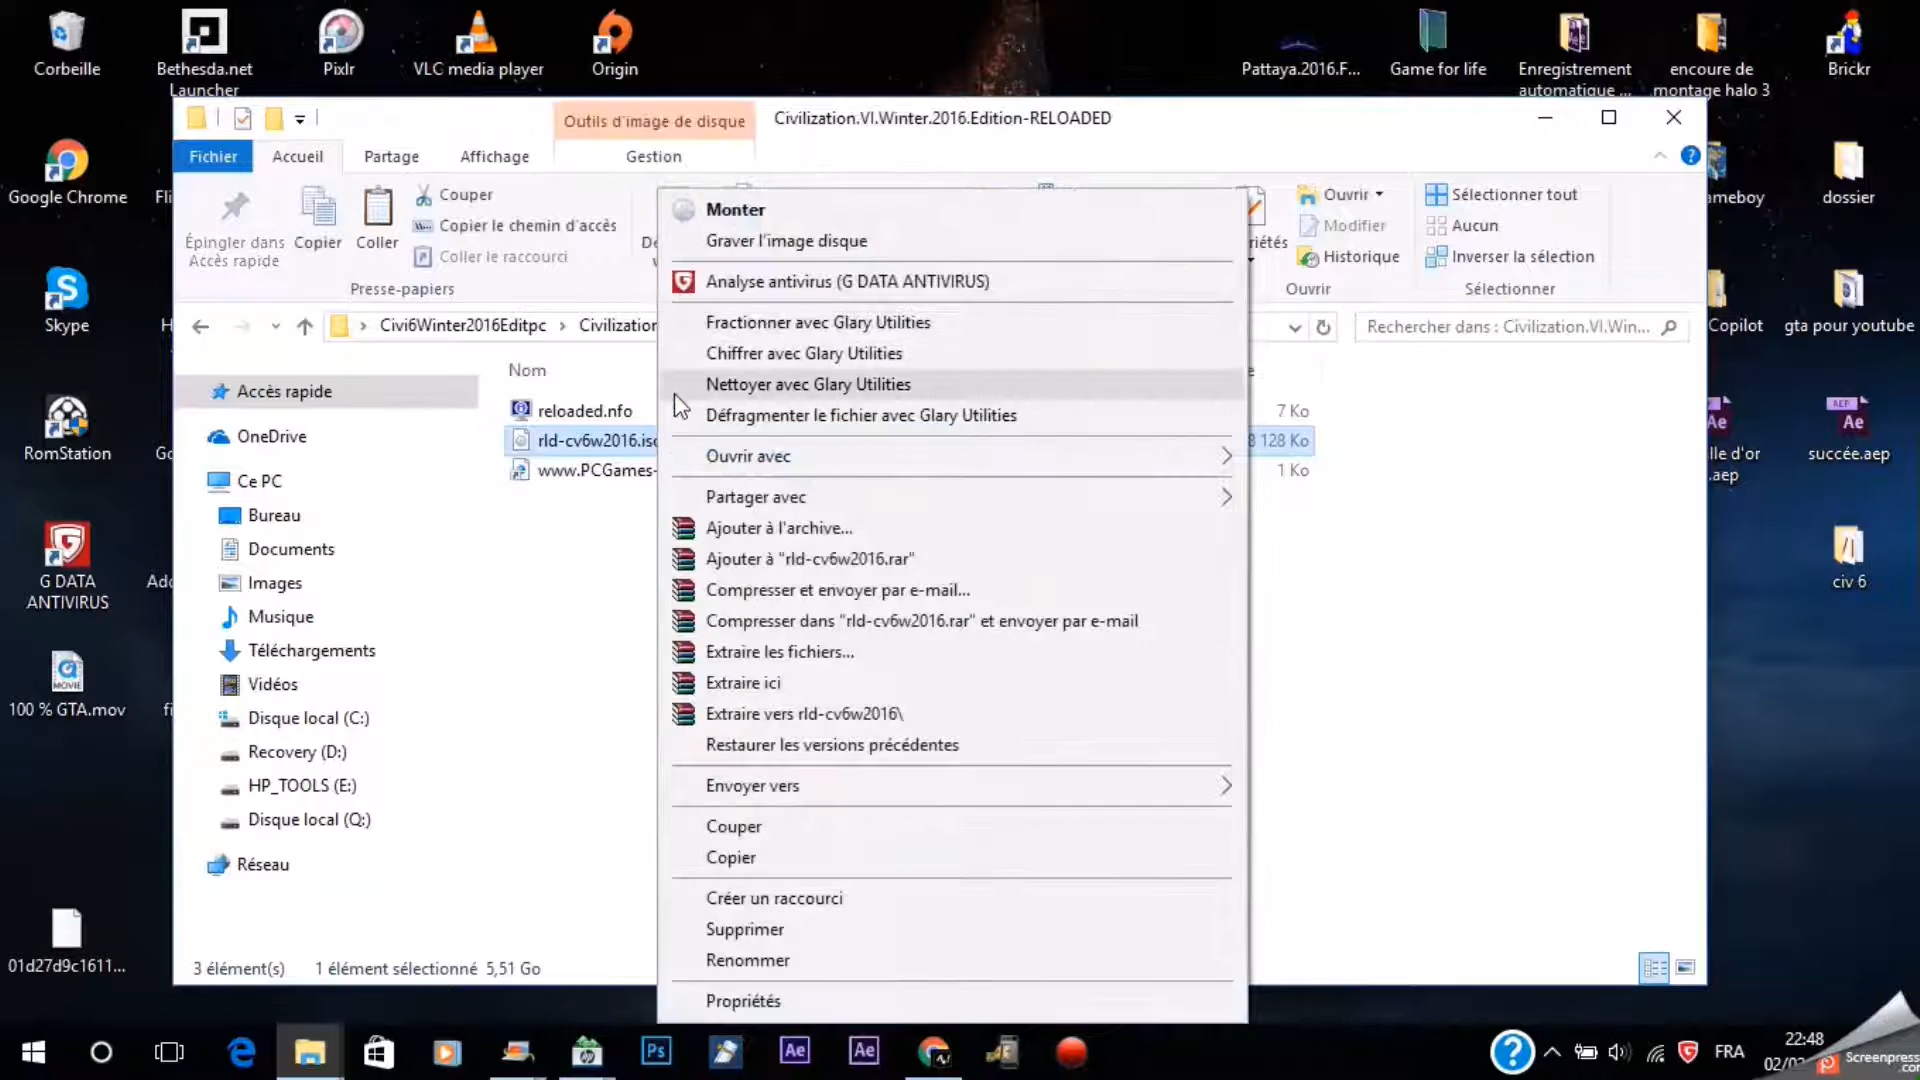 Corbeille
Bethesda.net
Launcher
Pixlr
VLC media player
Origin
Pattaya.2016.F...
Game for life
Enregistrement
automatique ...
encoure de
montage halo 3
Brickr
Outils d'image de disque
Civilization.VI.Winter.2016.Edition-RELOADED
Fichier
Accueil
Partage
Affichage
Gestion
Épingler dans
Accès rapide
Copier
Coller
Couper
Copier le chemin d'accès
Coller le raccourci
Presse-papiers
Ouvrir
Modifier
Historique
Ouvrir
Sélectionner tout
Aucun
Inverser la sélection
Sélectionner
Civi6Winter2016Editpc
Rechercher dans : Civilization.VI.Win...
Nom
reloaded.nfo
7 Ko
rld-cv6w2016.iso
8 128 Ko
www.PCGames-
1 Ko
Accès rapide
OneDrive
Ce PC
Bureau
Documents
Images
Musique
Téléchargements
Vidéos
Disque local (C:)
Recovery (D:)
HP_TOOLS (E:)
Disque local (Q:)
Réseau
3 élément(s)
1 élément sélectionné 5,51 Go
Monter
Graver l'image disque
Analyse antivirus (G DATA ANTIVIRUS)
Fractionner avec Glary Utilities
Chiffrer avec Glary Utilities
Nettoyer avec Glary Utilities
Défragmenter le fichier avec Glary Utilities
Ouvrir avec
Partager avec
Ajouter à l'archive...
Ajouter à "rld-cv6w2016.rar"
Compresser et envoyer par e-mail...
Compresser dans "rld-cv6w2016.rar" et envoyer par e-mail
Extraire les fichiers...
Extraire ici
Extraire vers rld-cv6w2016\
Restaurer les versions précédentes
Envoyer vers
Couper
Copier
Créer un raccourci
Supprimer
Renommer
Propriétés
Google Chrome
Skype
RomStation
G DATA
ANTIVIRUS
100 % GTA.mov
01d27d9c1611...
dossier
Copilot
gta pour youtube
Ae
lle d'or
.aep
AEP
Ae
succée.aep
civ 6
Ps
Ae
Ae
FRA
22:48
02/0
Screenpress
.com